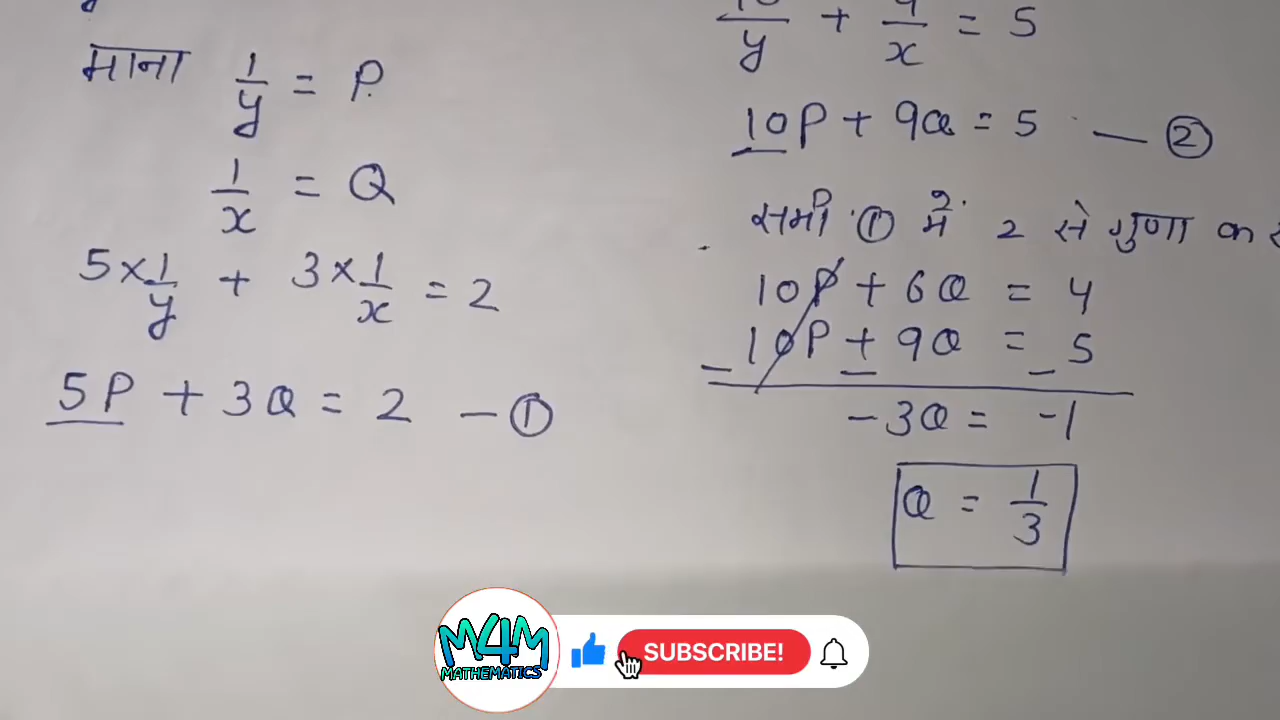 माना 1/y = P
1/x = Q
5×1/y + 3×1/x = 2
5P + 3Q = 2 — ①
10/y + 9/x = 5
10P + 9Q = 5 — ②
समी ① में 2 से गुणा
10P + 6Q = 4
10P + 9Q = 5
− − −
-3Q = -1
Q = 1/3
M4M
MATHEMATICS
SUBSCRIBE!